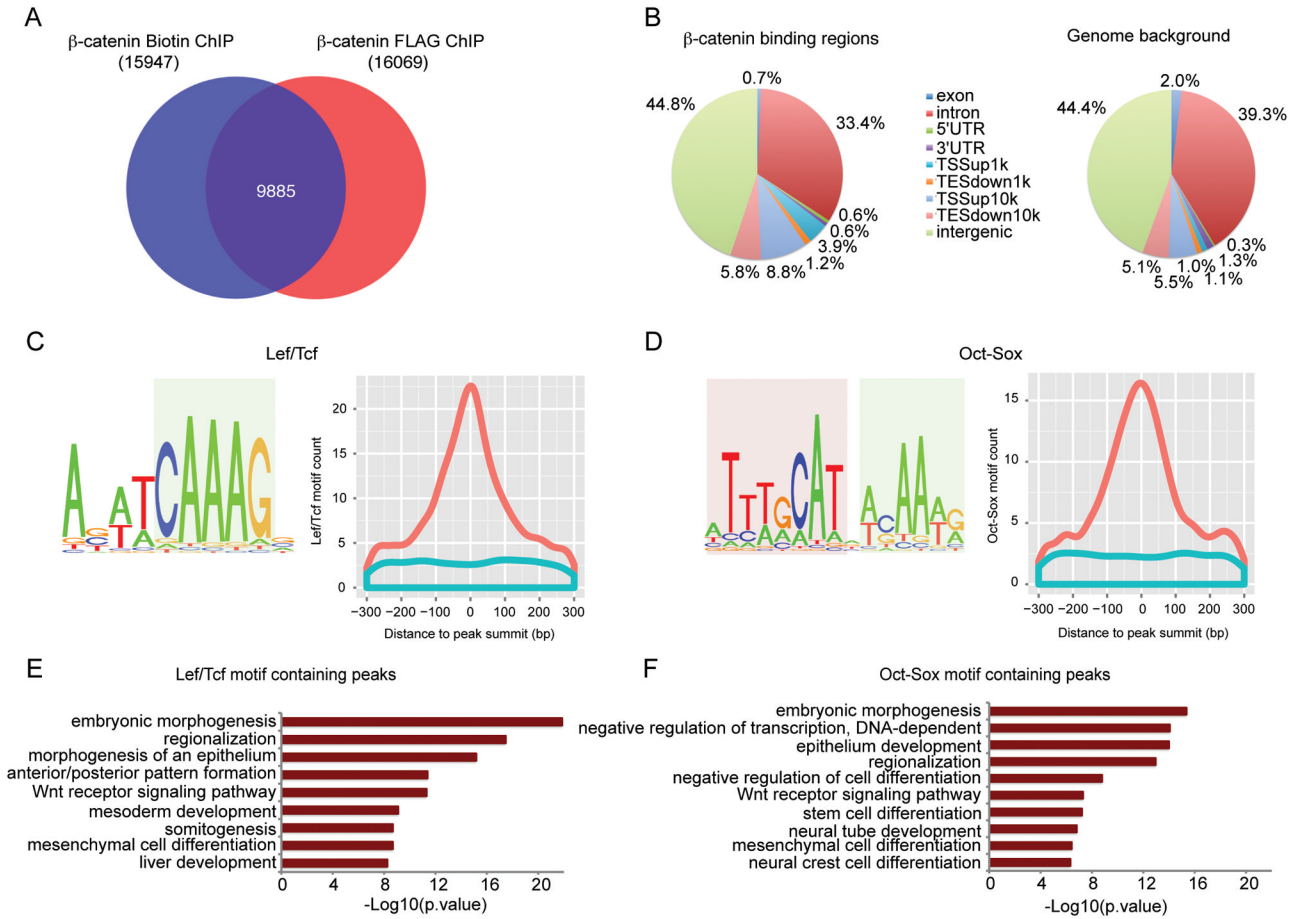 A
β-catenin Biotin ChIP
(15947)
β-catenin FLAG ChIP
(16069)
9885
B
β-catenin binding regions
0.7%
44.8%
33.4%
0.6%
0.6%
3.9%
1.2%
8.8%
5.8%
exon
intron
5'UTR
3'UTR
TSSup1k
TESdown1k
TSSup10k
TESdown10k
intergenic
Genome background
2.0%
44.4%
39.3%
0.3%
1.3%
1.1%
1.0%
5.5%
5.1%
C
Lef/Tcf
Lef/Tcf motif count
20
15
10
5
0
−300 −200 −100 0 100 200 300
Distance to peak summit (bp)
D
Oct-Sox
Oct-Sox motif count
15
10
5
0
−300 −200 −100 0 100 200 300
Distance to peak summit (bp)
E
Lef/Tcf motif containing peaks
embryonic morphogenesis
regionalization
morphogenesis of an epithelium
anterior/posterior pattern formation
Wnt receptor signaling pathway
mesoderm development
somitogenesis
mesenchymal cell differentiation
liver development
0 4 8 12 16 20
-Log10(p.value)
F
Oct-Sox motif containing peaks
embryonic morphogenesis
negative regulation of transcription, DNA-dependent
epithelium development
regionalization
negative regulation of cell differentiation
Wnt receptor signaling pathway
stem cell differentiation
neural tube development
mesenchymal cell differentiation
neural crest cell differentiation
0 4 8 12 16 20
-Log10(p.value)